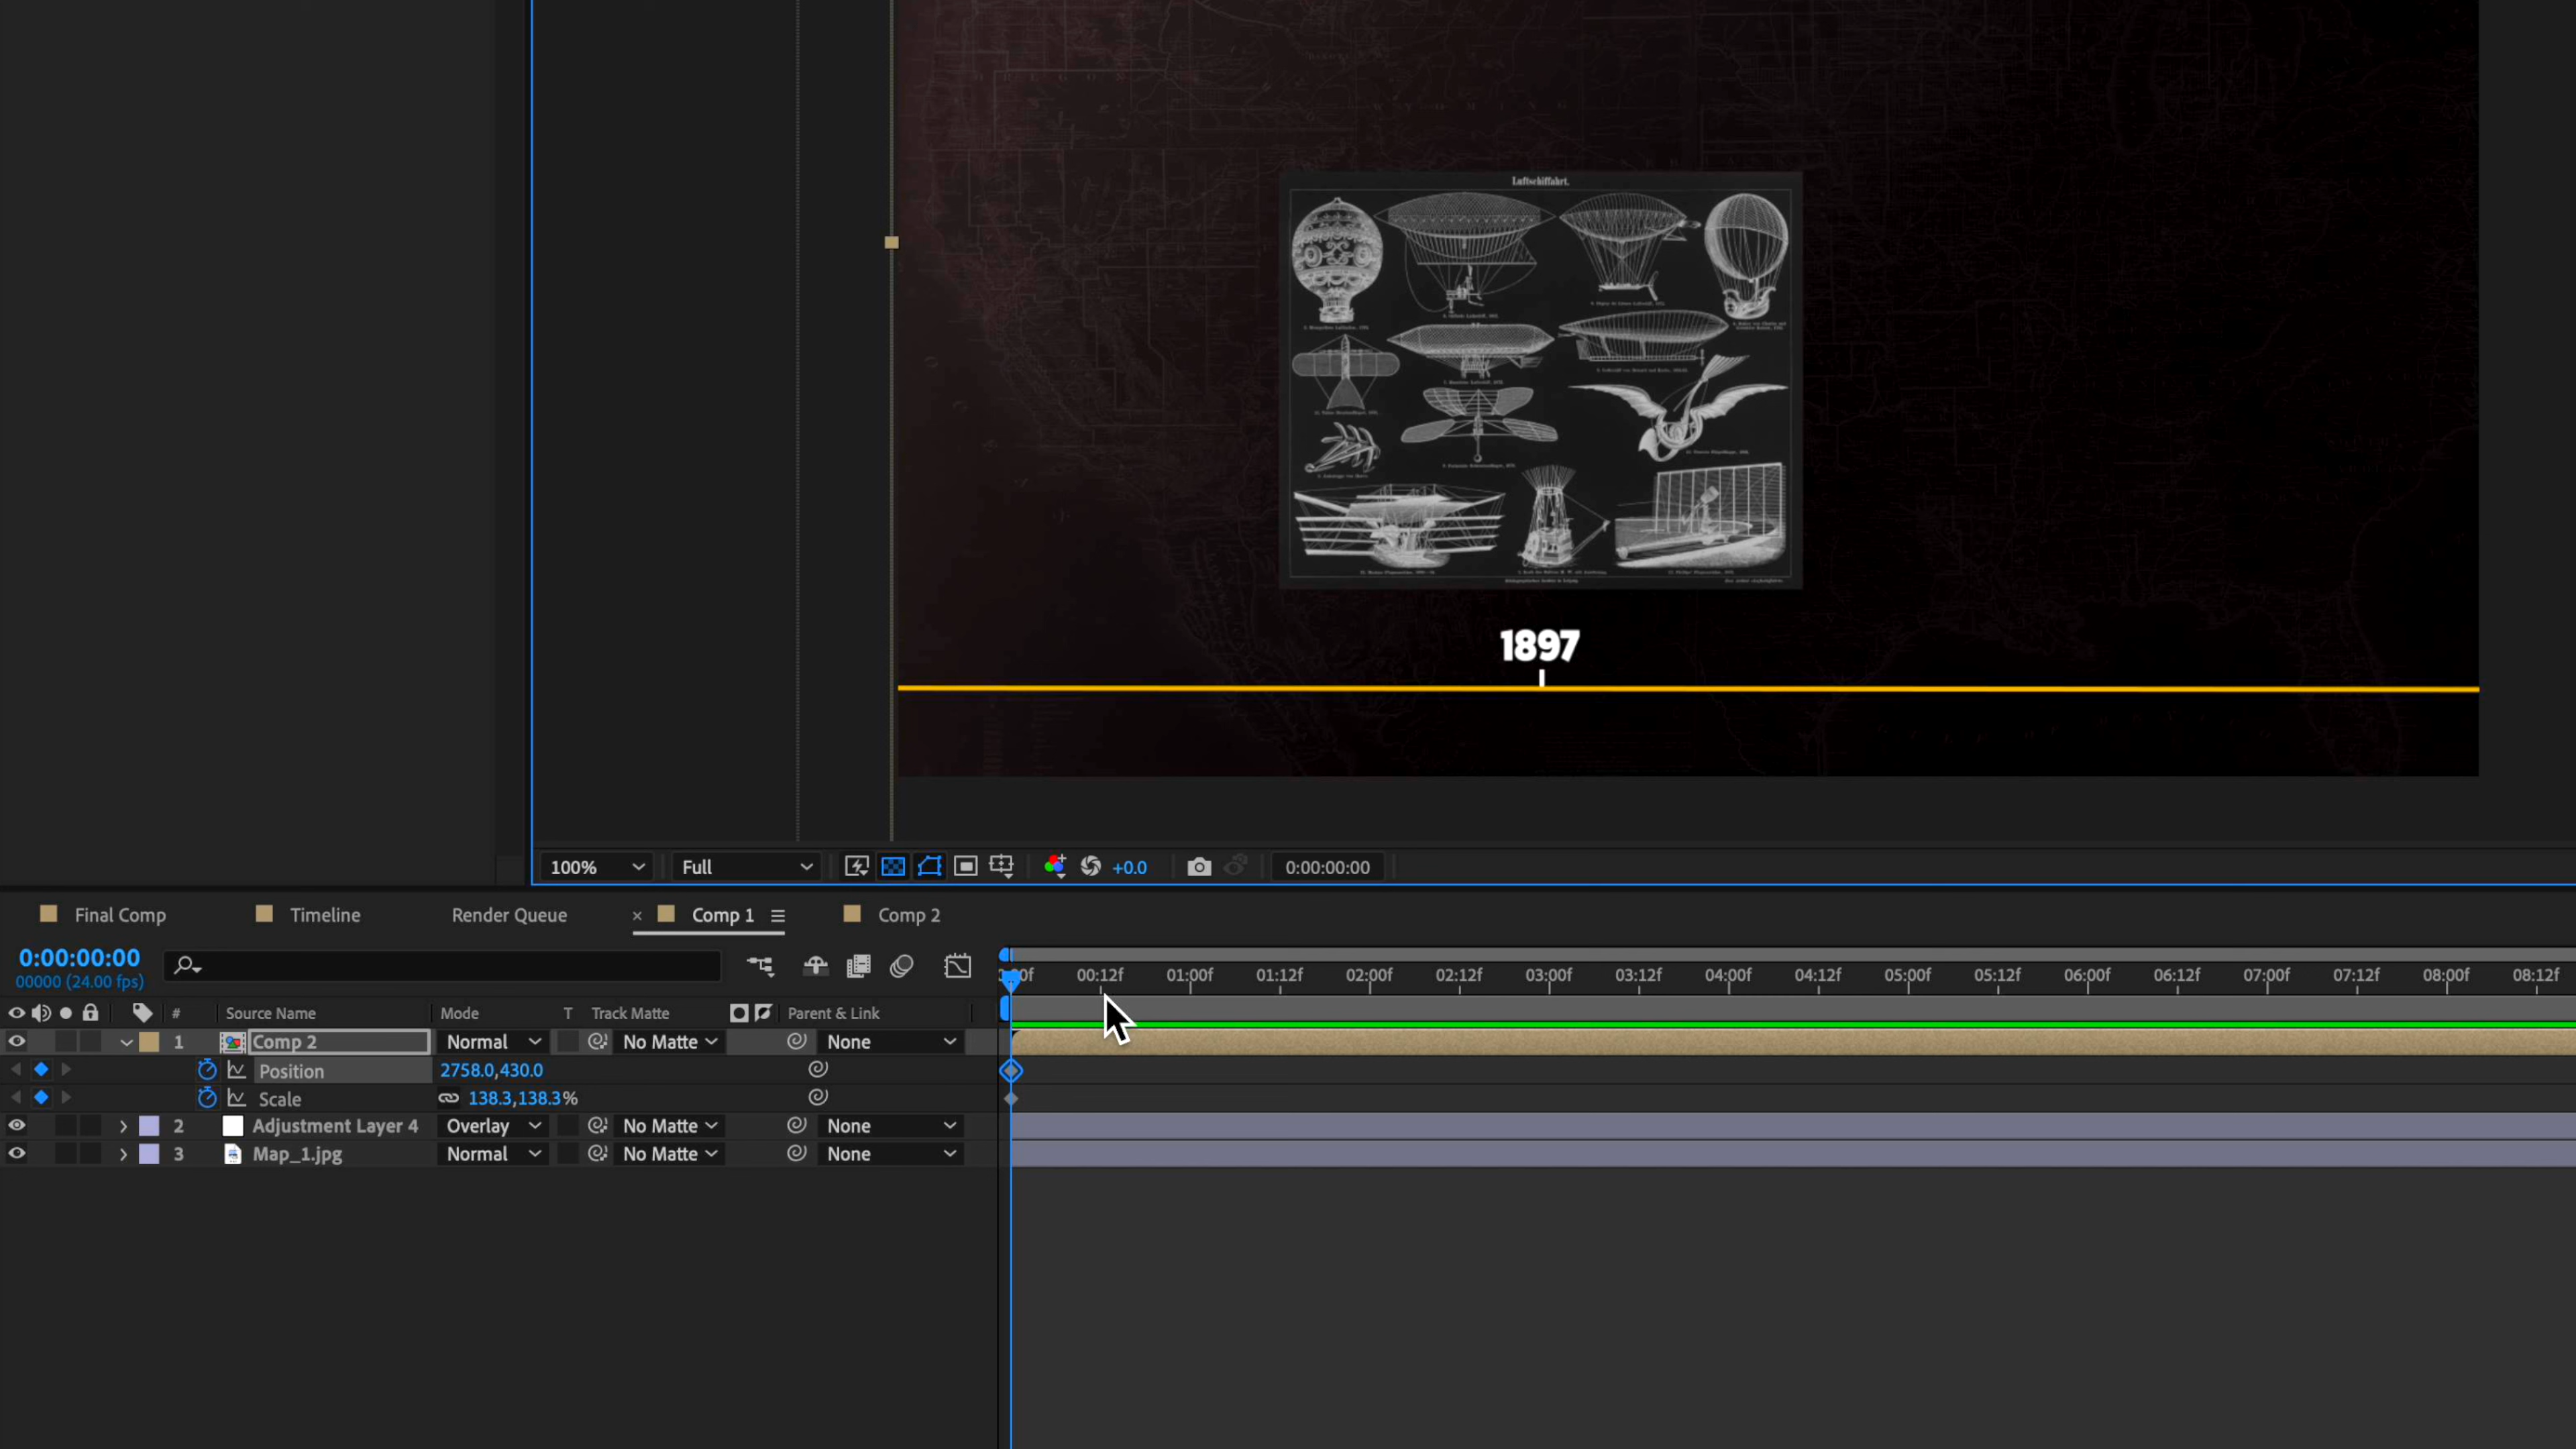 OREGON
WYOMING
Luftschiffahrt.
1897
100% Full +0.0 0:00:00:00
Final Comp Timeline Render Queue × Comp 1 Comp 2
0:00:00:00
00000 (24.00 fps)
00f 00:12f 01:00f 01:12f 02:00f 02:12f 03:00f 03:12f 04:00f 04:12f 05:00f 05:12f 06:00f 06:12f 07:00f 07:12f 08:00f 08:12f
# Source Name Mode T Track Matte Parent & Link
1 Comp 2 Normal No Matte None
Position 2758.0,430.0
Scale 138.3,138.3%
2 Adjustment Layer 4 Overlay No Matte None
3 Map_1.jpg Normal No Matte None